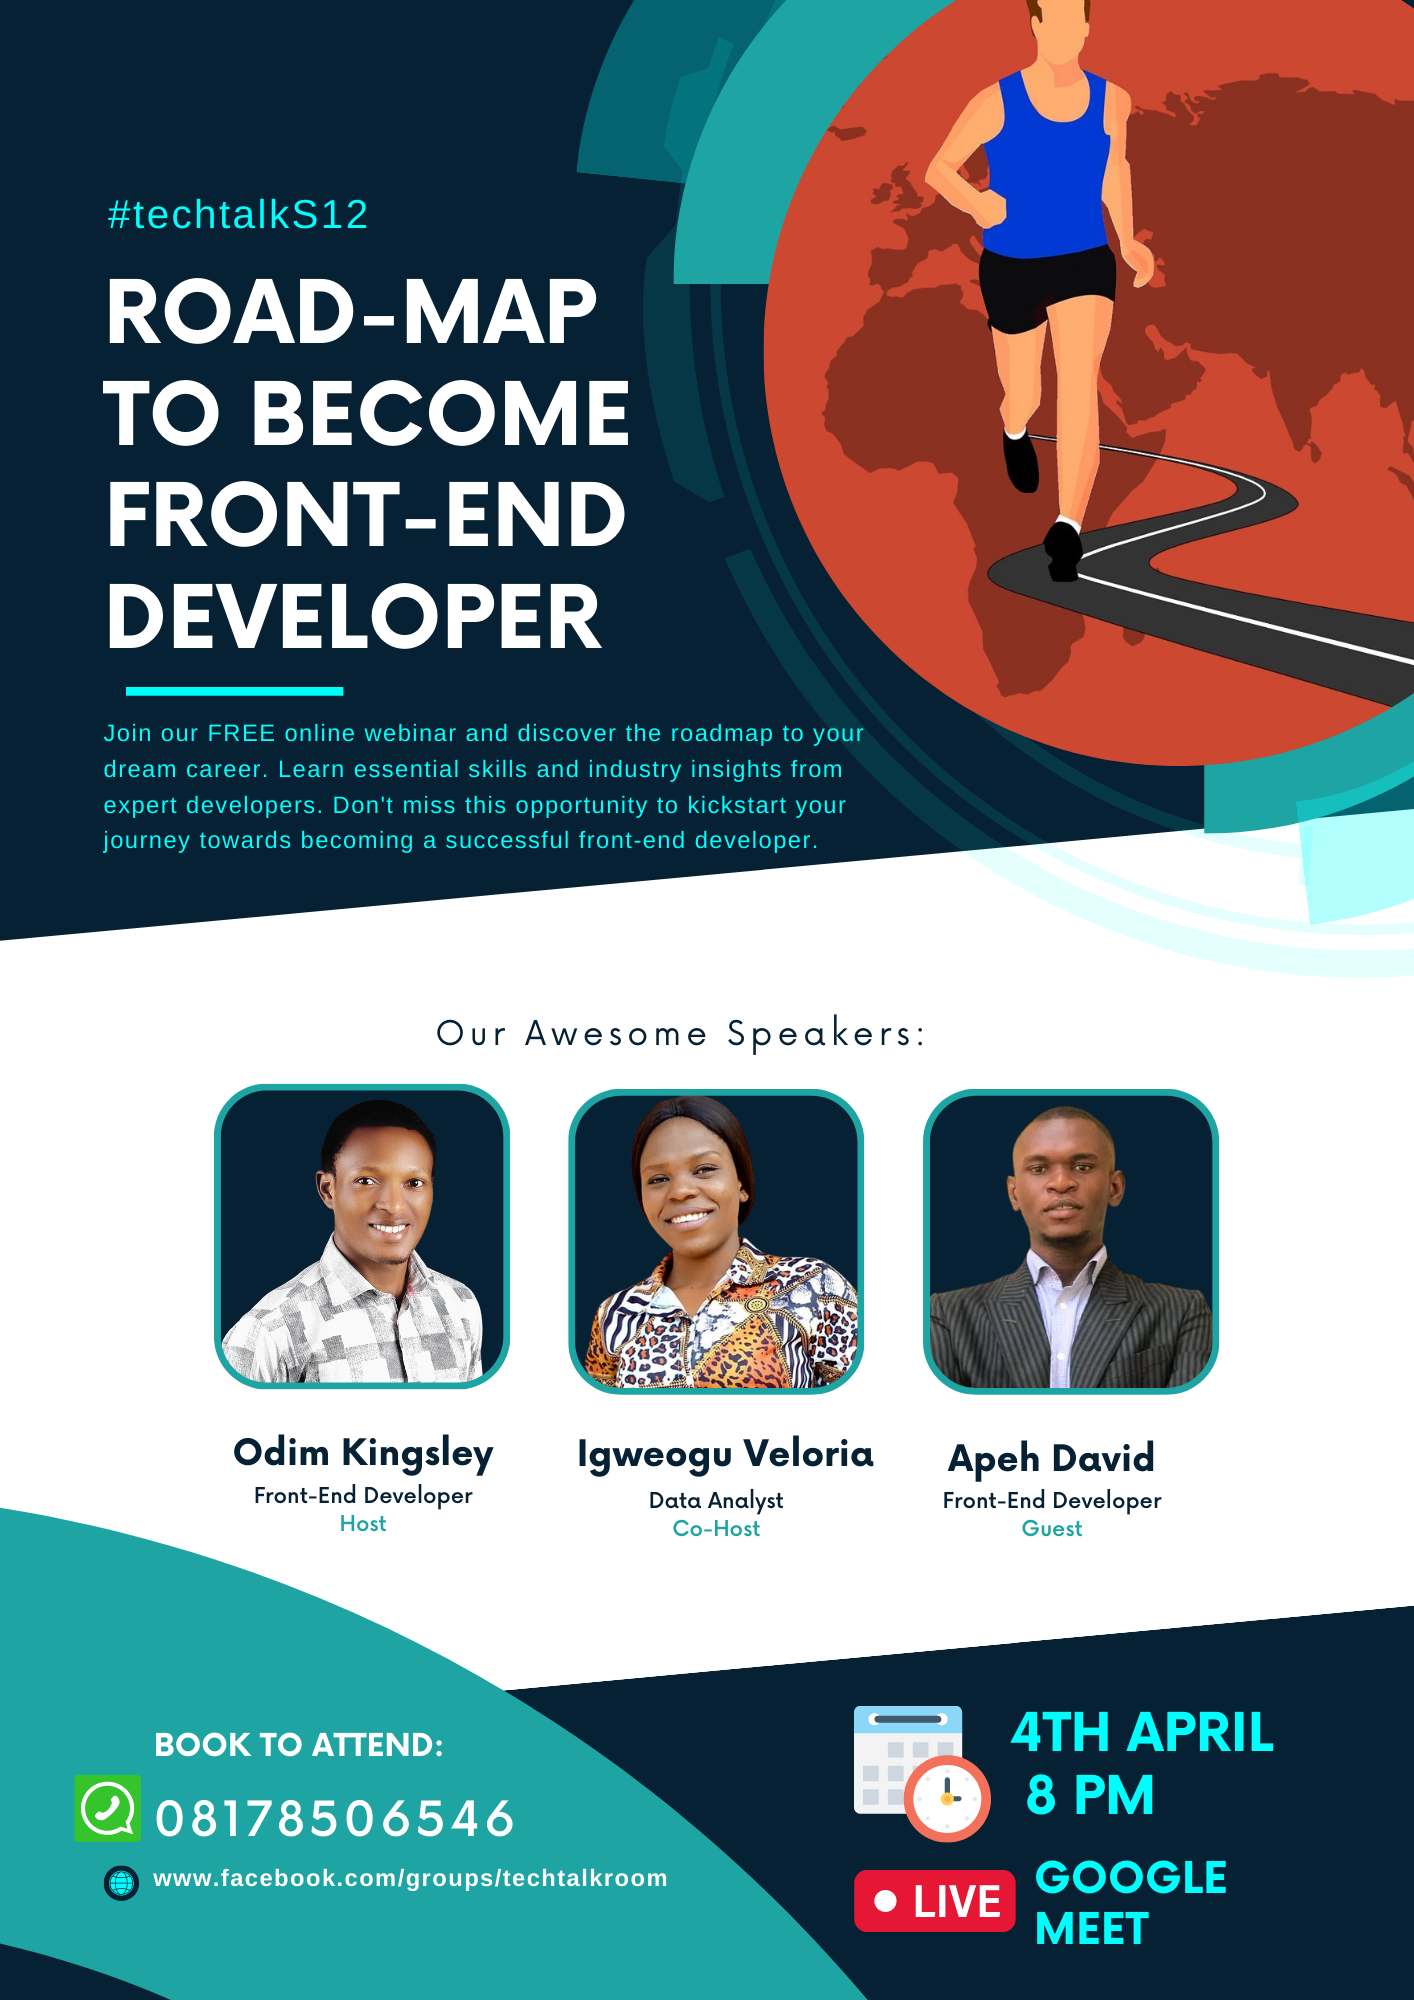 #techtalkS12
ROAD-MAP
TO BECOME
FRONT-END
DEVELOPER
Join our FREE online webinar and discover the roadmap to your
dream career. Learn essential skills and industry insights from
expert developers. Don't miss this opportunity to kickstart your
journey towards becoming a successful front-end developer.
Our Awesome Speakers:
Odim Kingsley
Front-End Developer
Host
Igweogu Veloria
Data Analyst
Co-Host
Apeh David
Front-End Developer
Guest
BOOK TO ATTEND:
08178506546
www.facebook.com/groups/techtalkroom
4TH APRIL
8 PM
LIVE
GOOGLE
MEET